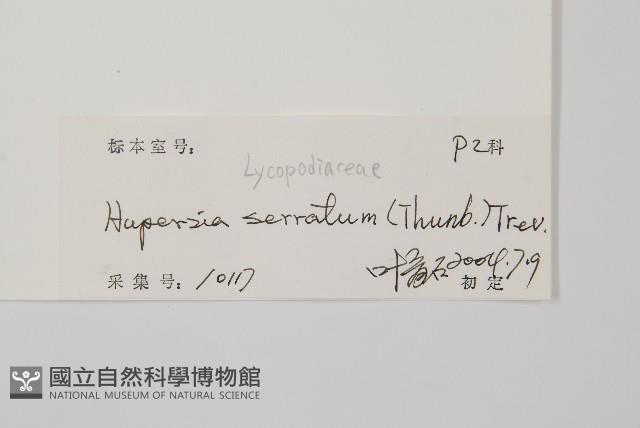 标本室号：
P2科
Lycopodiaceae
Huperzia serratum (Thunb.) Trev.
采集号：10117
2004.7.9
初定
國立自然科學博物館
NATIONAL MUSEUM OF NATURAL SCIENCE